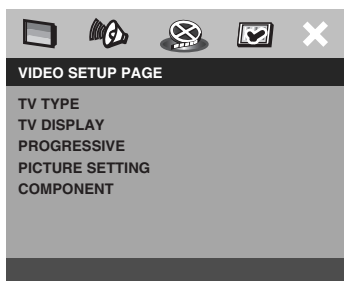 VIDEO SETUP PAGE
TV TYPE
TV DISPLAY
PROGRESSIVE
PICTURE SETTING
COMPONENT